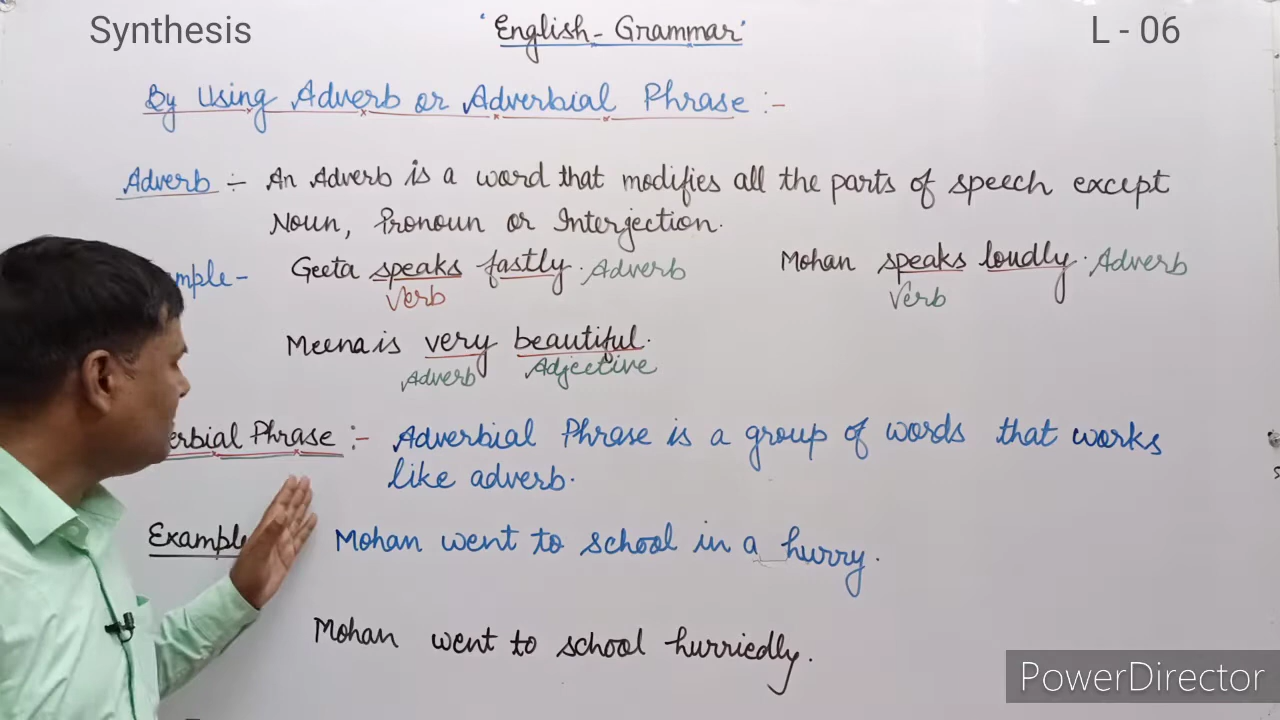 Synthesis
'English-Grammar'
L - 06
By Using Adverb or Adverbial Phrase :-
Adverb :- An Adverb is a word that modifies all the parts of speech except
Noun, Pronoun or Interjection.
mple- Geeta speaks fastly. Adverb Mohan speaks loudly. Adverb
Verb Verb
Meena is very beautiful.
Adverb Adjective
erbial Phrase :- Adverbial Phrase is a group of words that works
like adverb.
Example Mohan went to school in a hurry.
Mohan went to school hurriedly.
PowerDirector